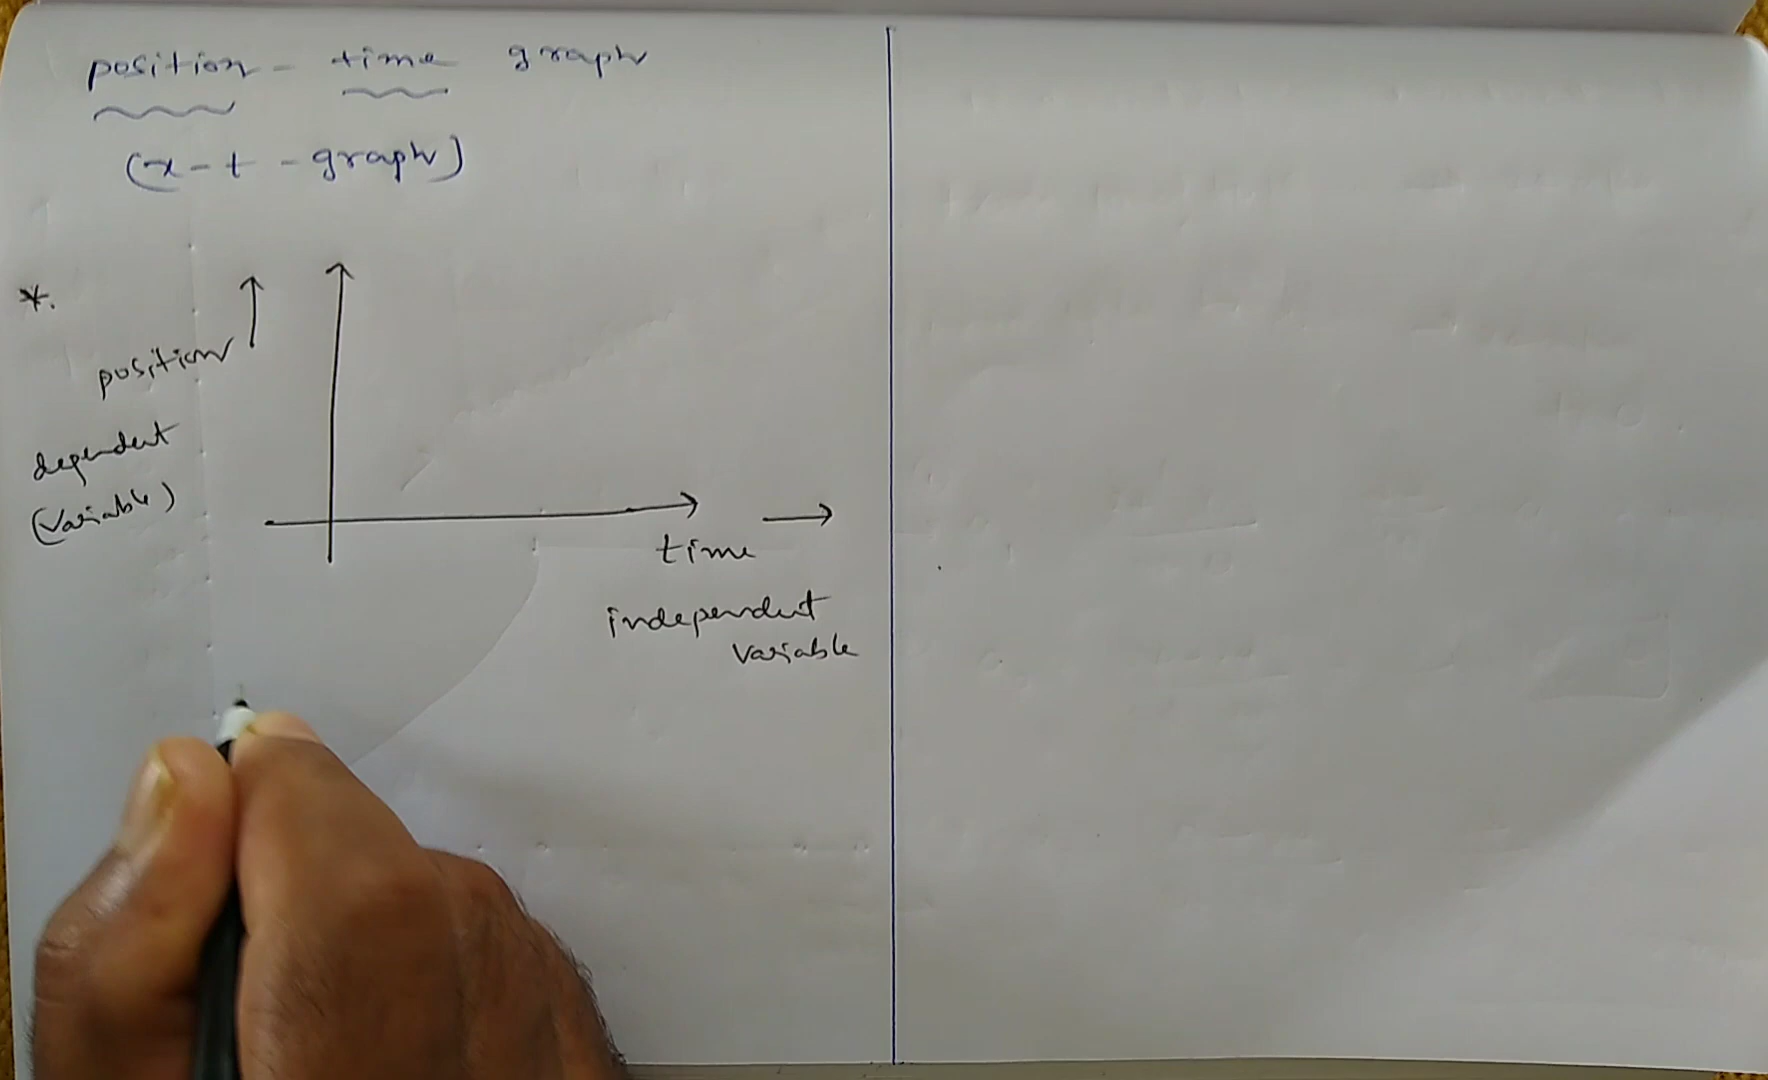 position - time graph
(x - t - graph)
*.
position
dependent
(variable)
time
independent
variable